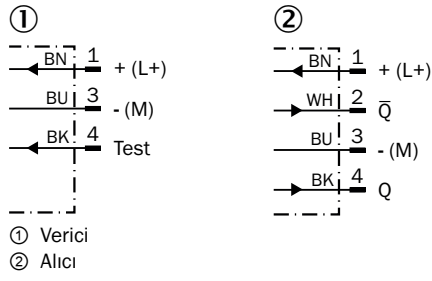 ① ②
BN 1 + (L+)
BU 3 - (M)
BK 4 Test
BN 1 + (L+)
WH 2 Q̅
BU 3 - (M)
BK 4 Q
① Verici
② Alıcı